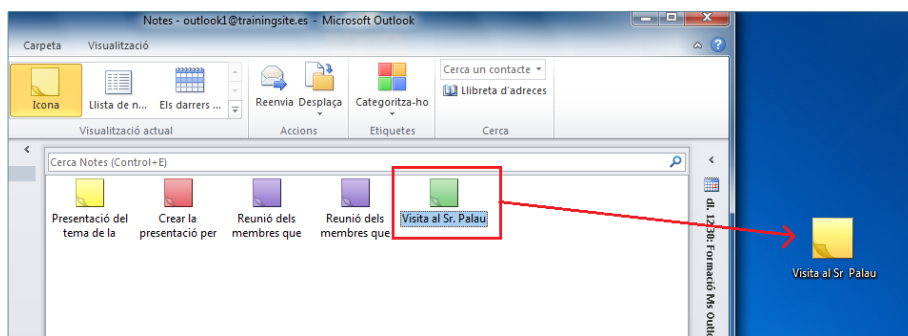 Notes - outlook1@trainingsite.es - Microsoft Outlook
Carpeta Visualització
Icona Llista de n... Els darrers ...
Reenvia Desplaça
Categoritza-ho
Cerca un contacte
Llibreta d'adreces
Visualització actual Accions Etiquetes Cerca
Cerca Notes (Control+E)
Presentació del
tema de la
Crear la
presentació per
Reunió dels
membres que
Reunió dels
membres que
Visita al Sr. Palau
dl. 12:30: Formació Ms Outl
Visita al Sr Palau